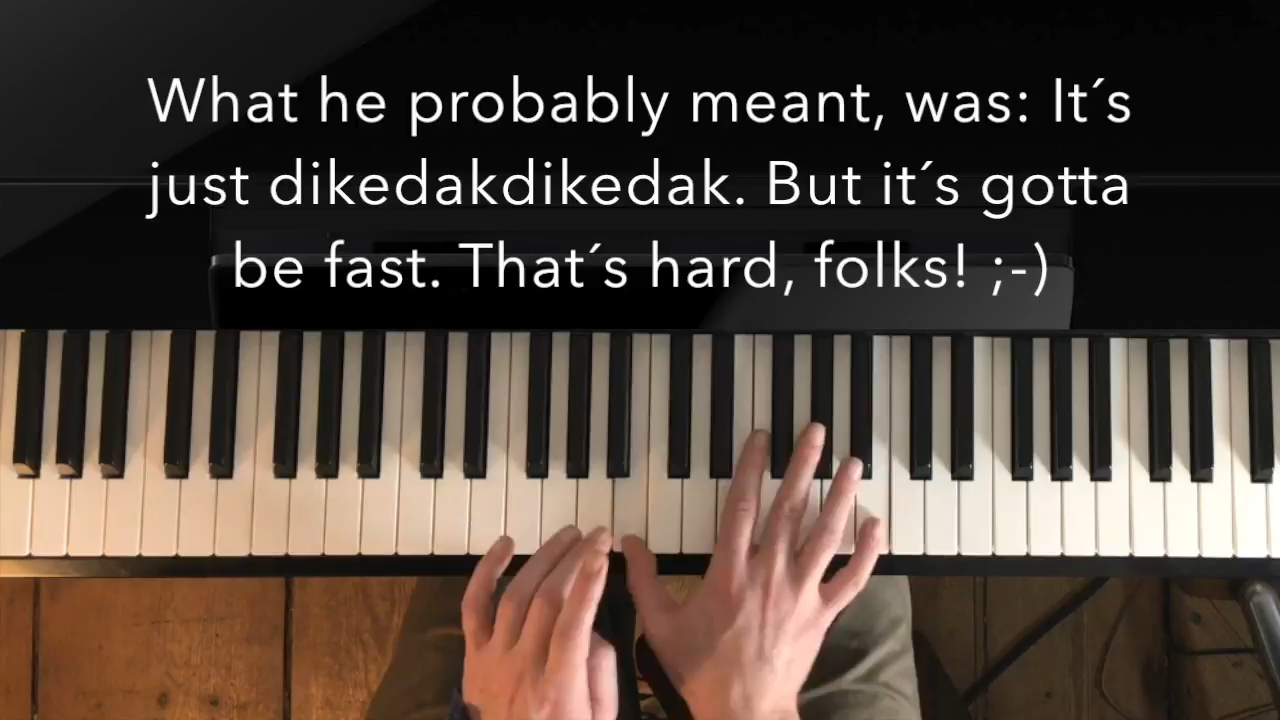 What he probably meant, was: It´s
just dikedakdikedak. But it´s gotta
be fast. That´s hard, folks! ;-)